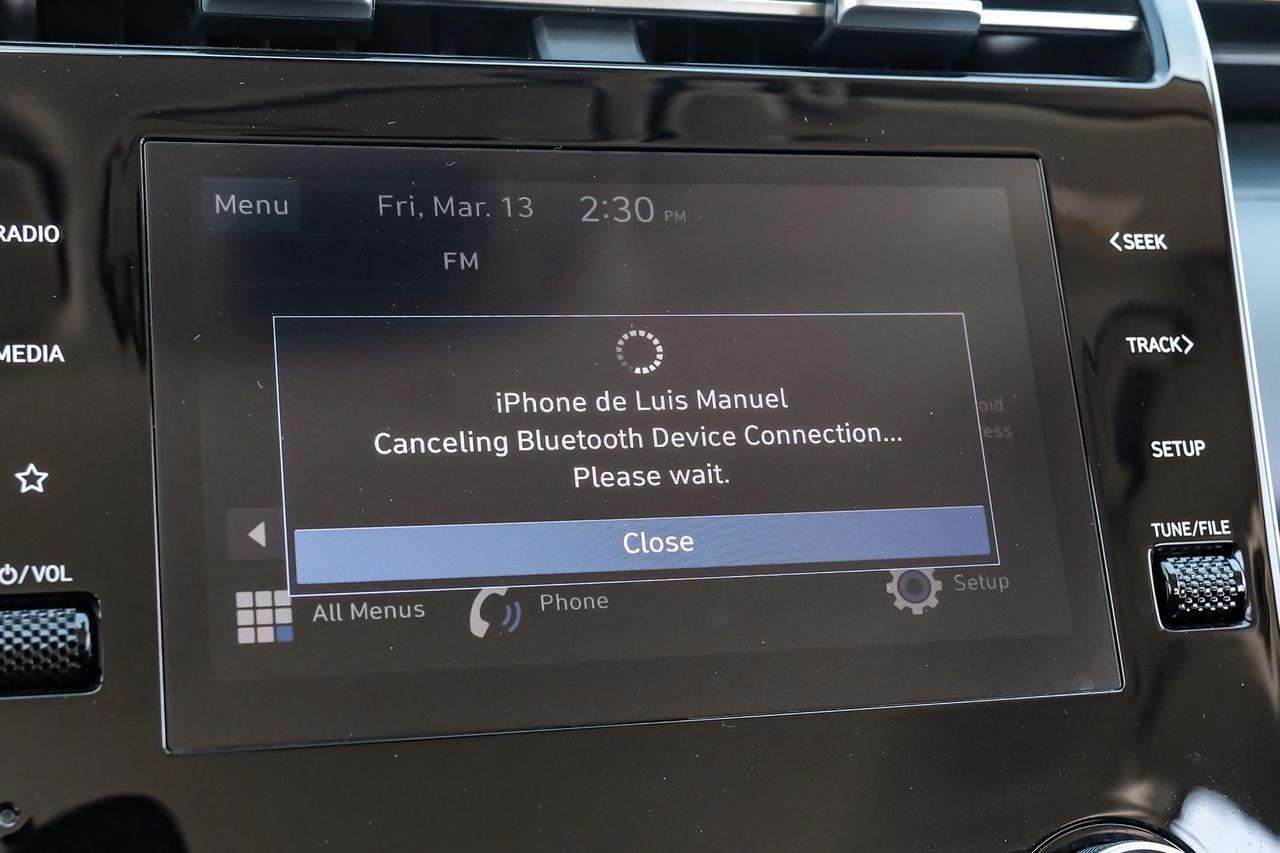 Menu Fri, Mar. 13 2:30 PM
FM
RADIO
MEDIA
/VOL
iPhone de Luis Manuel
Canceling Bluetooth Device Connection...
Please wait.
Close
All Menus Phone Setup
<SEEK
TRACK>
SETUP
TUNE/FILE